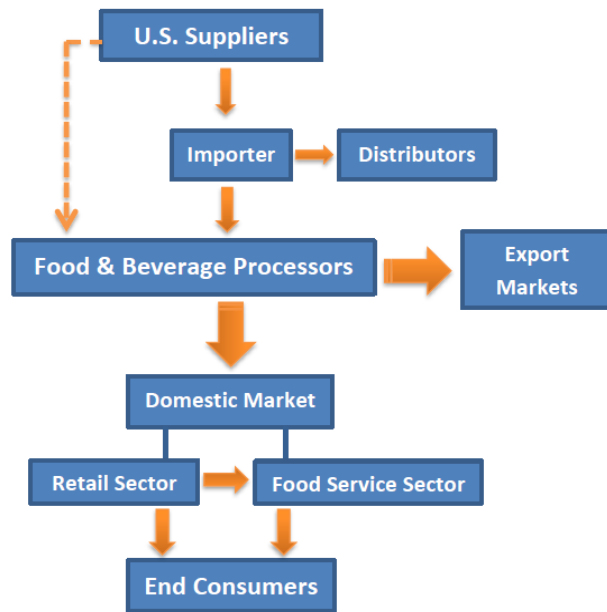 U.S. Suppliers
Importer
Distributors
Food & Beverage Processors
Export
Markets
Domestic Market
Retail Sector
Food Service Sector
End Consumers